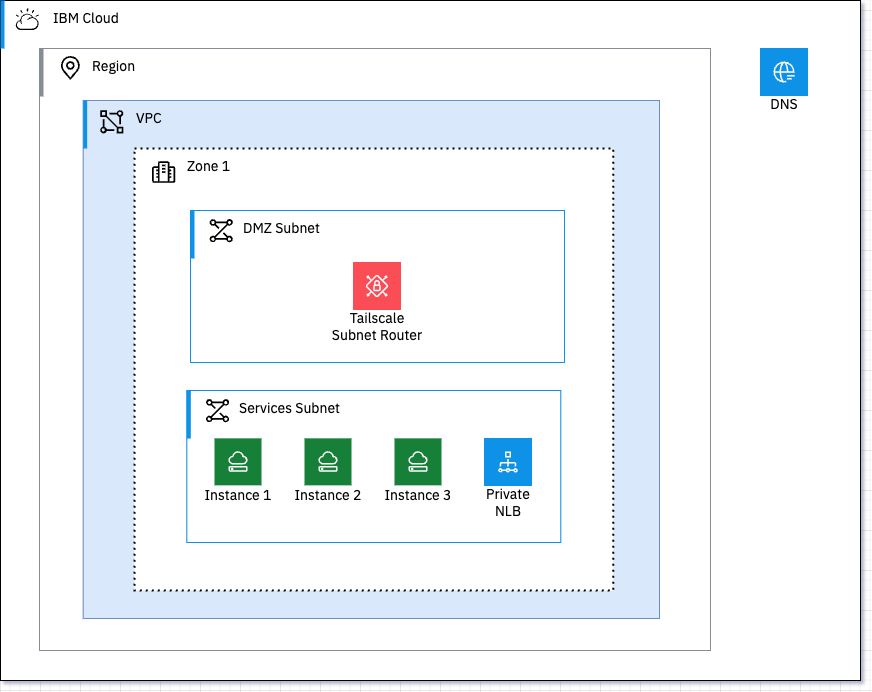 IBM Cloud
Region
DNS
VPC
Zone 1
DMZ Subnet
Tailscale
Subnet Router
Services Subnet
Instance 1
Instance 2
Instance 3
Private
NLB